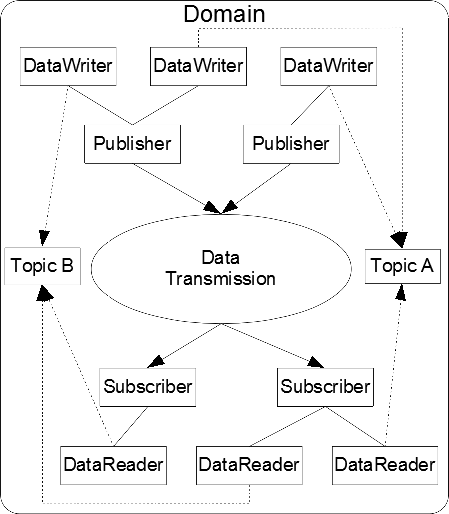 Domain
DataWriter
DataWriter
DataWriter
Publisher
Publisher
Topic B
Data
Transmission
Topic A
Subscriber
Subscriber
DataReader
DataReader
DataReader